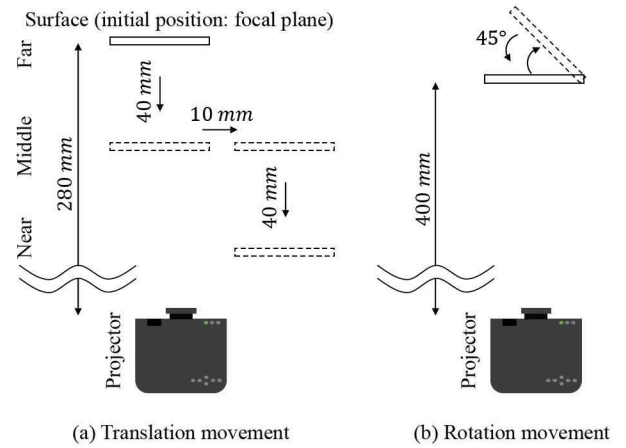 Surface (initial position: focal plane)
Far
40 mm
10 mm
Middle
280 mm
40 mm
Near
Projector
(a) Translation movement
45°
400 mm
Projector
(b) Rotation movement